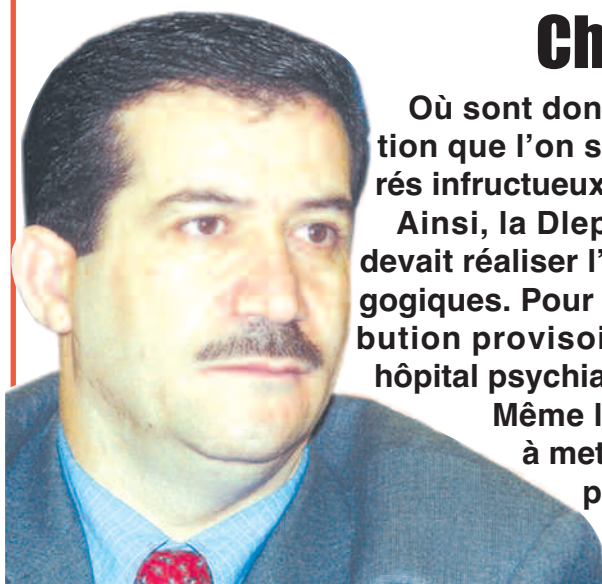 Ch
Où sont don
tion que l'on s
rés infructueux
Ainsi, la Dlep
devait réaliser l'
gogiques. Pour
bution provisoi
hôpital psychia
Même l
à met
p